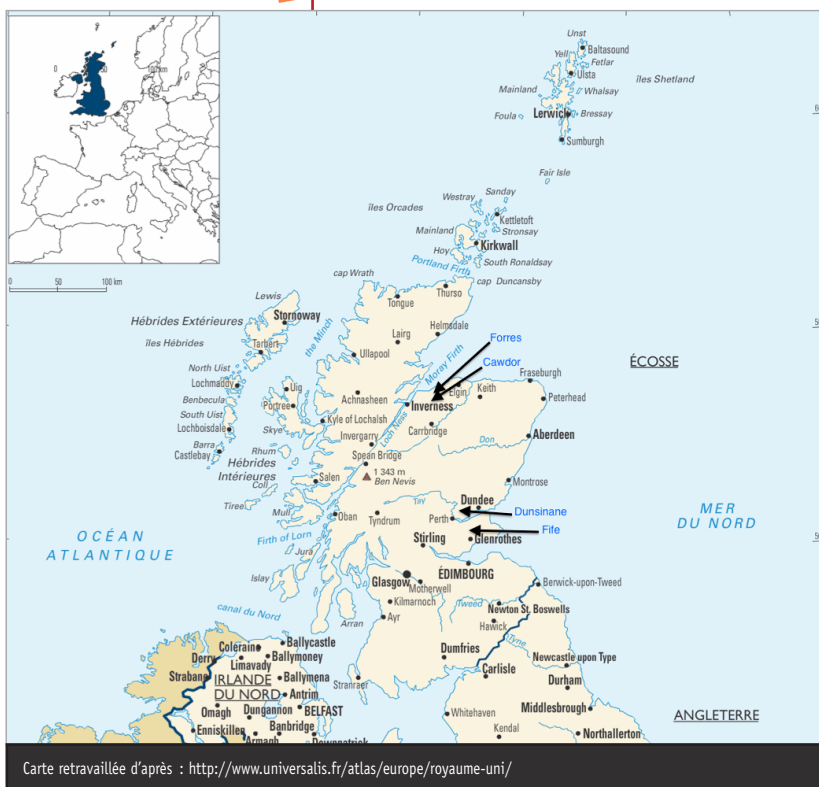 Unst
Baltasound
Yell
Fetlar
Ulsta
îles Shetland
Mainland
Whalsay
Lerwick
Bressay
Foula
Sumburgh
Fair Isle
Sanday
Westray
îles Orcades
Kettletoft
Mainland
Stronsay
Kirkwall
Hoy
South Ronaldsay
Portland Firth
cap Wrath
cap Duncansby
0 50 100 km
Thurso
Lewis
Tongue
Stornoway
Hébrides Extérieures
the Minch
Helmsdale
Lairg
îles Hébrides
Tarbert
Ullapool
Forres
Moray Firth
Cawdor
ÉCOSSE
North Uist
Lochmaddy
Uig
Achnasheen
Elgin
Keith
Fraseburgh
Peterhead
Benbecula
Portree
Inverness
South Uist
Kyle of Lochalsh
Loch Ness
Lochboisdale
Skye
Carrbridge
Aberdeen
Invergarry
Don
Barra
Castlebay
Rhum
Spean Bridge
Hébrides
Intérieures
1 343 m
Ben Nevis
Coll
Salen
Montrose
Tiree
Mull
Tay
Dundee
Oban
Tyndrum
Perth
Dunsinane
MER
DU NORD
Fife
OCÉAN
ATLANTIQUE
Firth of Lorn
Stirling
Glenrothes
Jura
ÉDIMBOURG
Islay
Glasgow
Motherwell
Berwick-upon-Tweed
Kilmarnoch
Tweed
Newton St. Boswells
canal du Nord
Arran
Ayr
Hawick
Tyne
Ballycastle
Coleraine
Derry
Limavady
Ballymoney
Dumfries
Newcastle upon Type
Strabane
IRLANDE
DU NORD
Ballymena
Stranraer
Carlisle
Durham
Antrim
Omagh
Dungannon
BELFAST
Whitehaven
Middlesbrough
ANGLETERRE
Enniskillen
Banbridge
Kendal
Northallerton
Armagh
Downpatrick
Carte retravaillée d'après : http://www.universalis.fr/atlas/europe/royaume-uni/